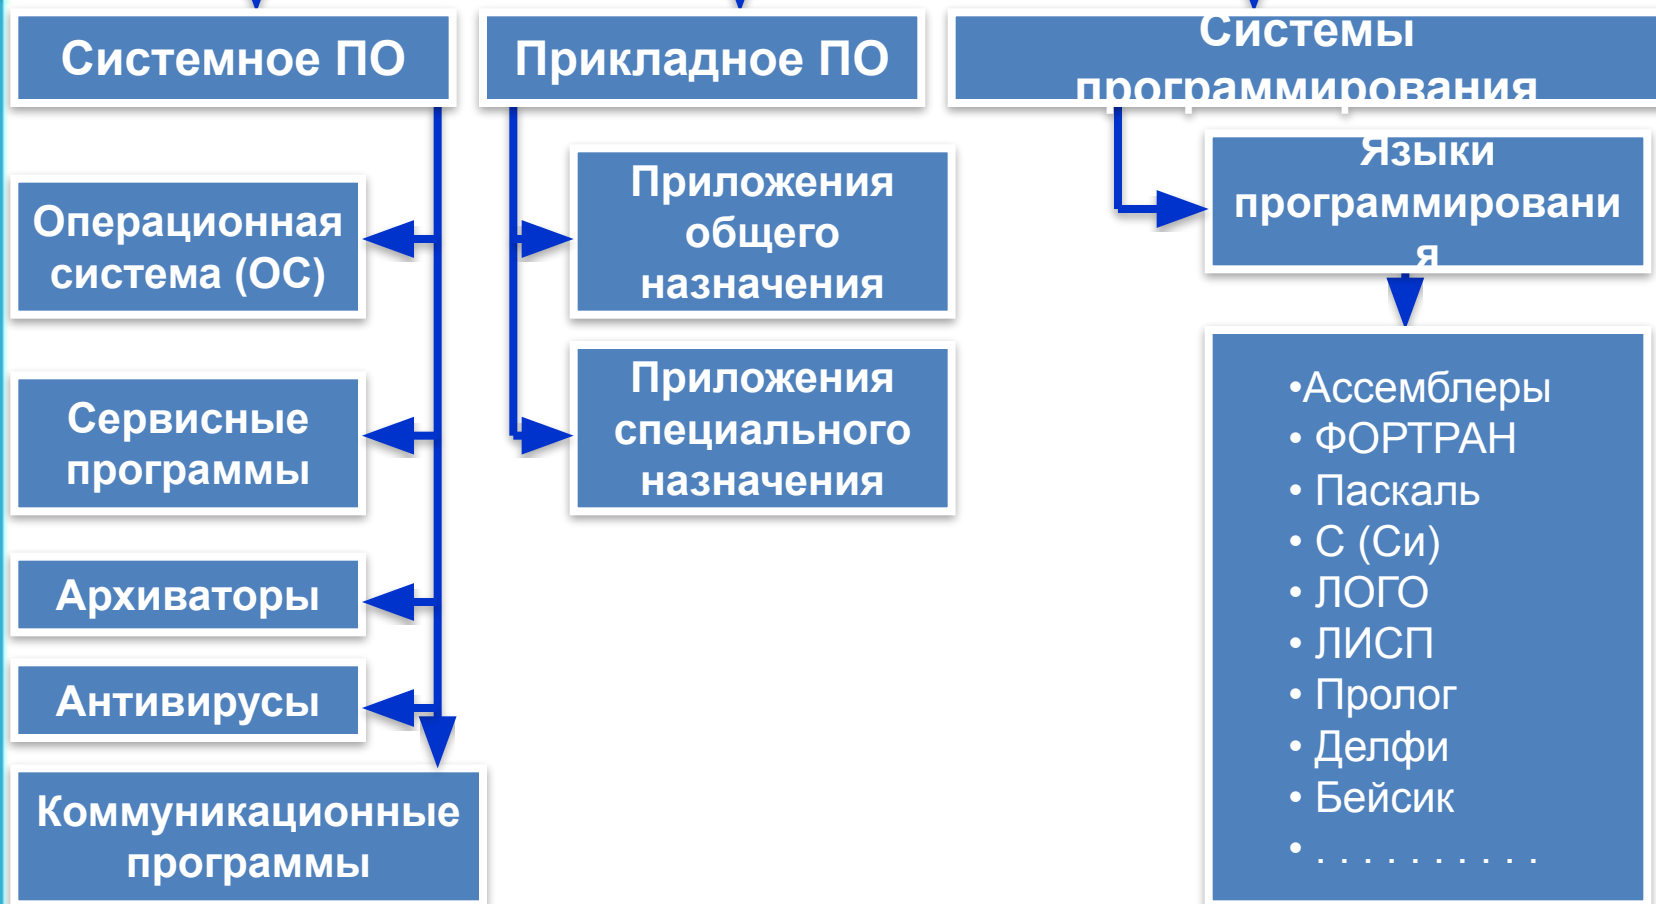 Системное ПО
Прикладное ПО
Системы
программирования
Операционная
система (ОС)
Сервисные
программы
Архиваторы
Антивирусы
Коммуникационные
программы
Приложения
общего
назначения
Приложения
специального
назначения
Языки
программировани
я
•Ассемблеры
• ФОРТРАН
• Паскаль
• С (Си)
• ЛОГО
• ЛИСП
• Пролог
• Делфи
• Бейсик
• . . . . . . . . . .